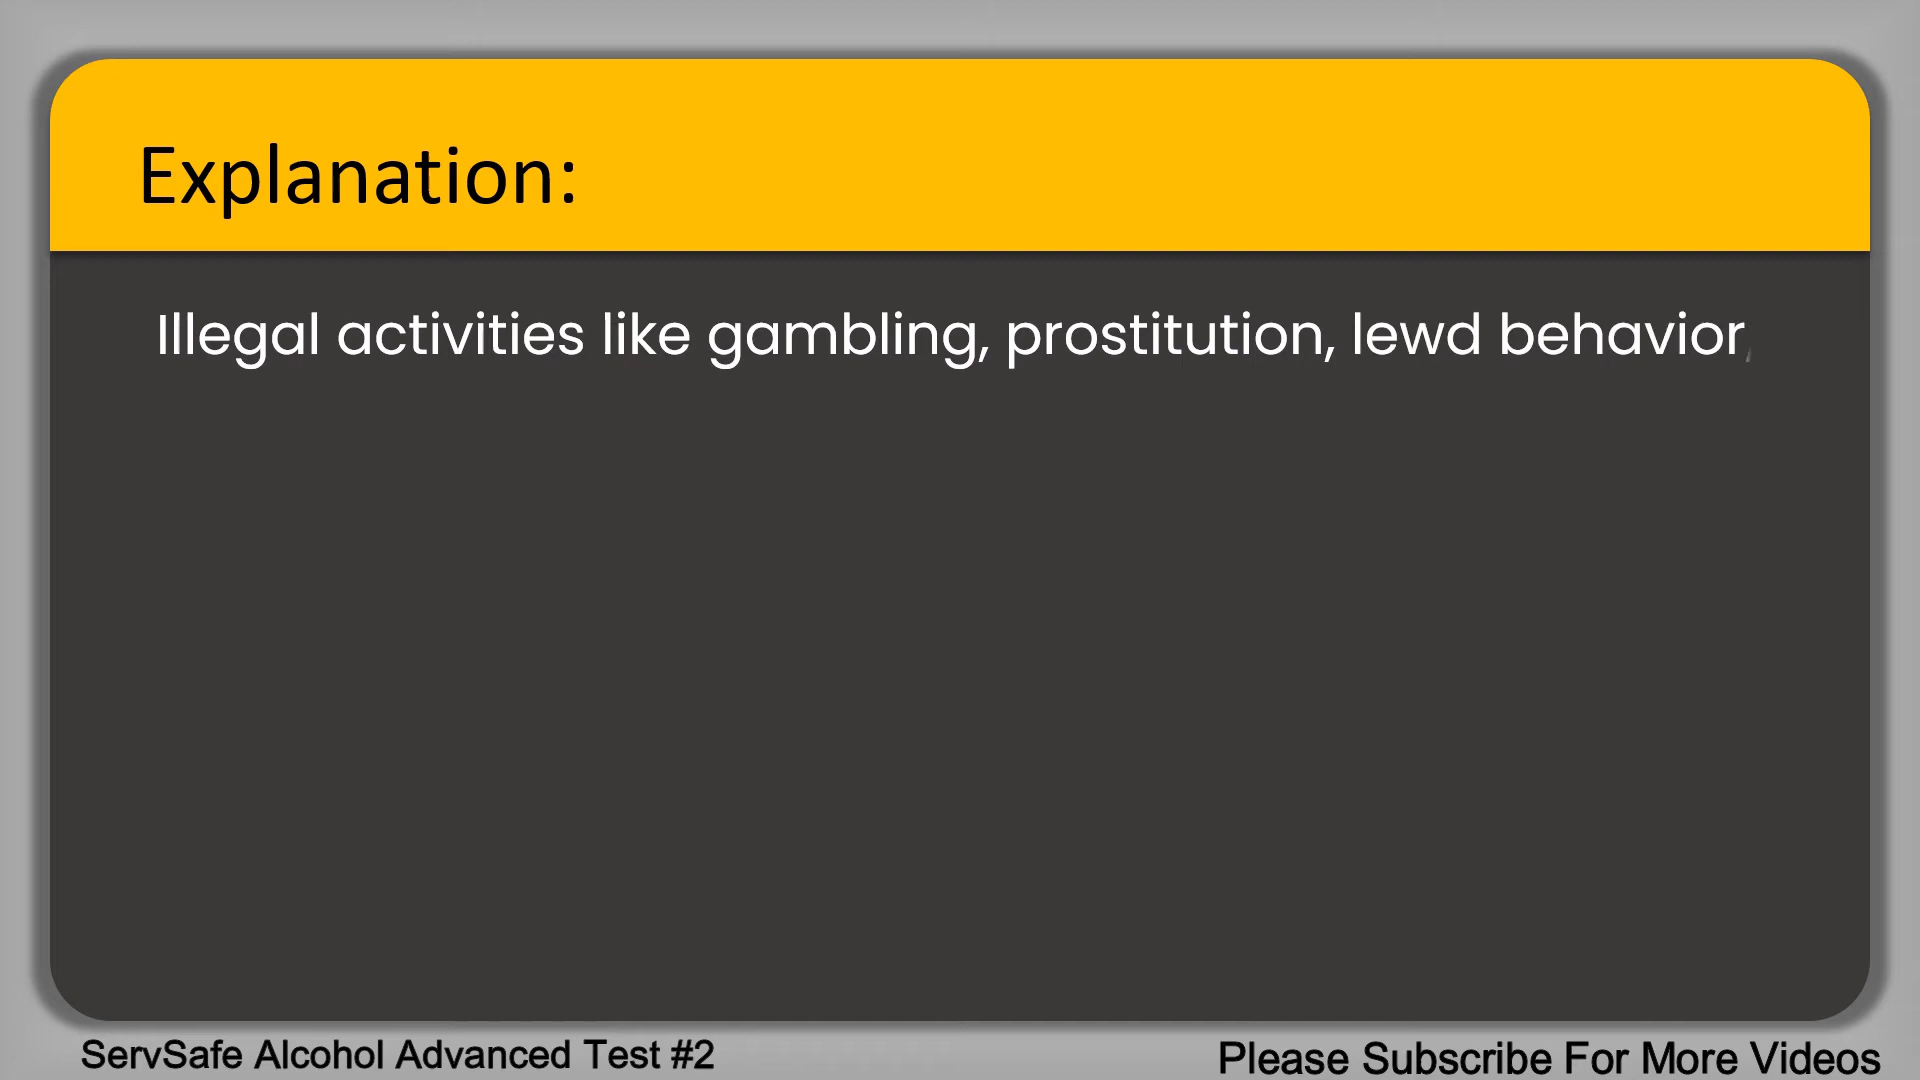 Explanation:
Illegal activities like gambling, prostitution, lewd behavior,
ServSafe Alcohol Advanced Test #2
Please Subscribe For More Videos